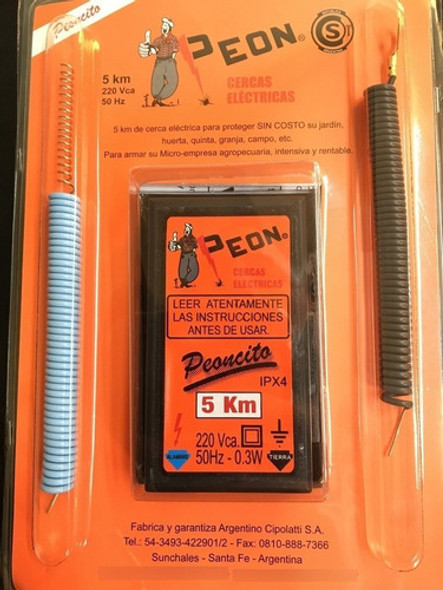 Peoncito
PEON®
5 km
220 Vca
50 Hz
CERCAS
ELÉCTRICAS
S
5 km de cerca eléctrica para proteger SIN COSTO su jardín,
huerta, quinta, granja, campo, etc.
Para armar su Micro-empresa agropecuaria, intensiva y rentable.
PEON®
CERCAS
ELECTRICAS
LEER ATENTAMENTE
LAS INSTRUCCIONES
ANTES DE USAR.
Peoncito
IPX4
5 Km
220 Vca.
50Hz - 0.3W
ALAMBRE
TIERRA
Fabrica y garantiza Argentino Cipolatti S.A.
Tel.: 54-3493-422901/2 - Fax: 0810-888-7366
Sunchales - Santa Fe - Argentina